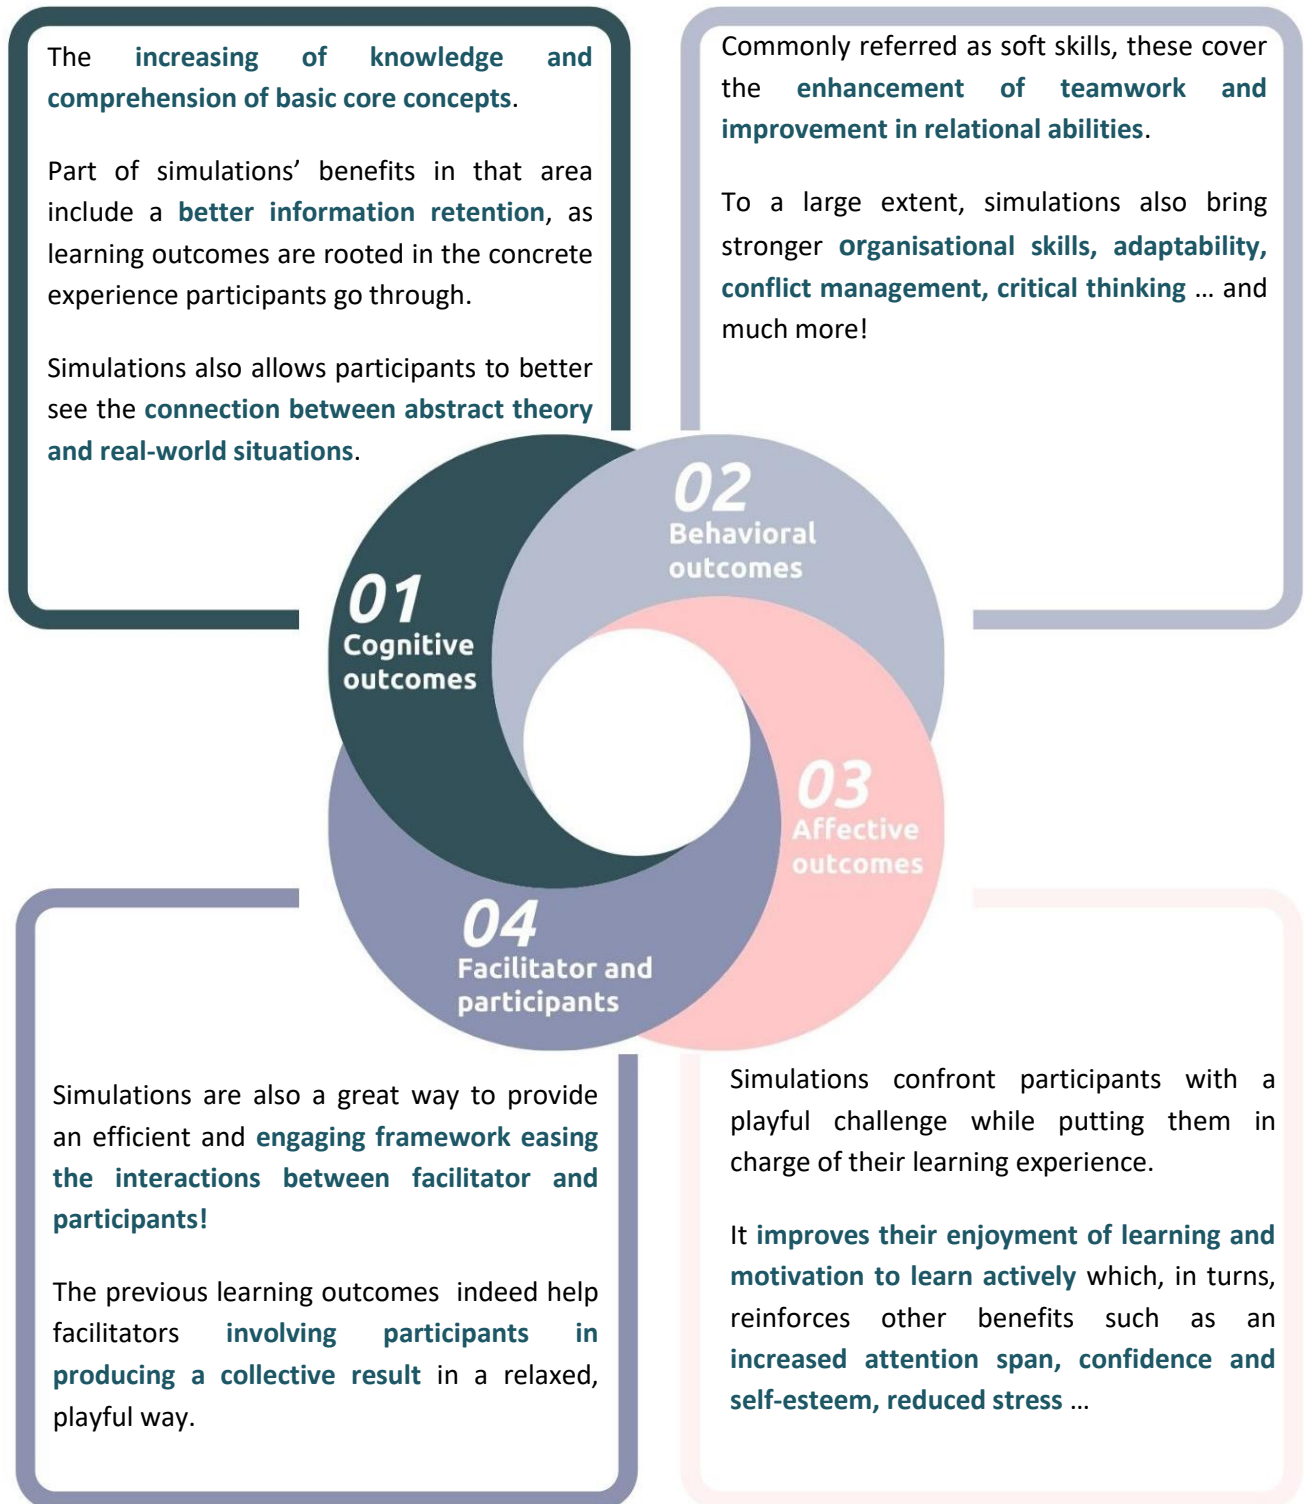 The increasing of knowledge and
comprehension of basic core concepts.
Part of simulations’ benefits in that area
include a better information retention, as
learning outcomes are rooted in the concrete
experience participants go through.
Simulations also allows participants to better
see the connection between abstract theory
and real-world situations.
Commonly referred as soft skills, these cover
the enhancement of teamwork and
improvement in relational abilities.
To a large extent, simulations also bring
stronger organisational skills, adaptability,
conflict management, critical thinking … and
much more!
01
Cognitive
outcomes
02
Behavioral
outcomes
03
Affective
outcomes
04
Facilitator and
participants
Simulations are also a great way to provide
an efficient and engaging framework easing
the interactions between facilitator and
participants!
The previous learning outcomes indeed help
facilitators involving participants in
producing a collective result in a relaxed,
playful way.
Simulations confront participants with a
playful challenge while putting them in
charge of their learning experience.
It improves their enjoyment of learning and
motivation to learn actively which, in turns,
reinforces other benefits such as an
increased attention span, confidence and
self-esteem, reduced stress …